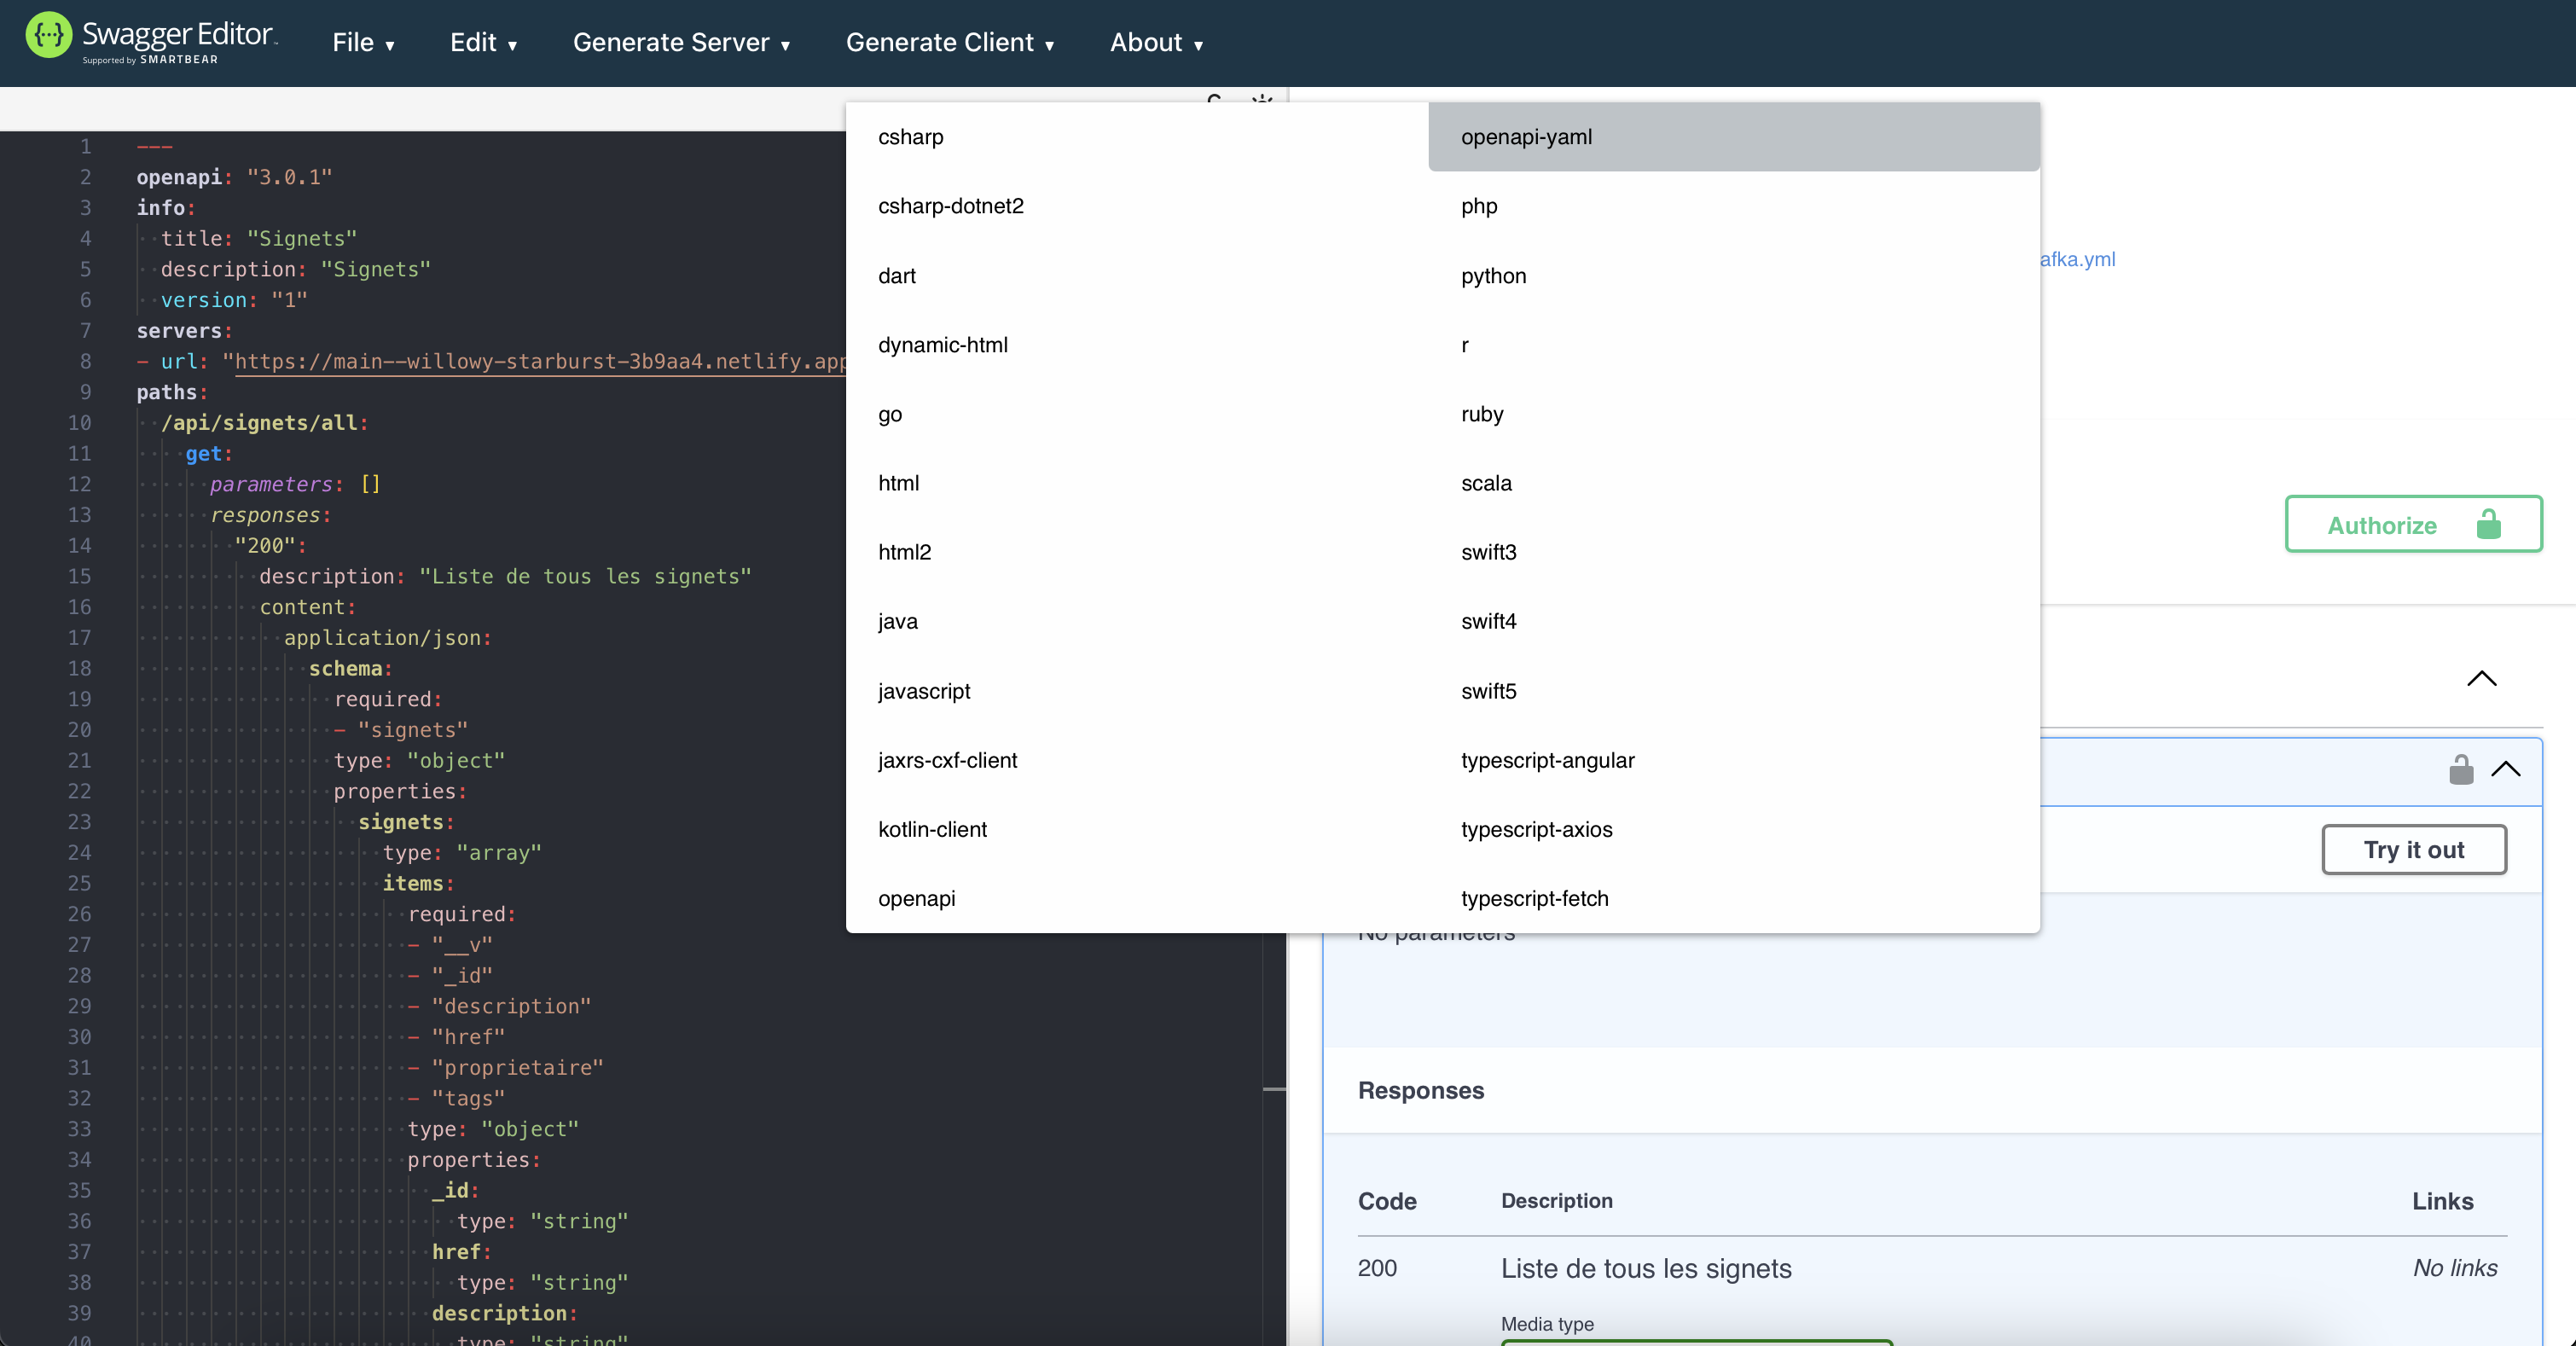 Swagger Editor
Supported by SMARTBEAR
File
Edit
Generate Server
Generate Client
About
1 ---
2 openapi: "3.0.1"
3 info:
4 title: "Signets"
5 description: "Signets"
6 version: "1"
7 servers:
8 - url: "https://main--willowy-starburst-3b9aa4.netlify.app
9 paths:
10 /api/signets/all:
11 get:
12 parameters: []
13 responses:
14 "200":
15 description: "Liste de tous les signets"
16 content:
17 application/json:
18 schema:
19 required:
20 - "signets"
21 type: "object"
22 properties:
23 signets:
24 type: "array"
25 items:
26 required:
27 - "__v"
28 - "_id"
29 - "description"
30 - "href"
31 - "proprietaire"
32 - "tags"
33 type: "object"
34 properties:
35 _id:
36 type: "string"
37 href:
38 type: "string"
39 description:
40 type: "string"
csharp
csharp-dotnet2
dart
dynamic-html
go
html
html2
java
javascript
jaxrs-cxf-client
kotlin-client
openapi
openapi-yaml
php
python
r
ruby
scala
swift3
swift4
swift5
typescript-angular
typescript-axios
typescript-fetch
afka.yml
Authorize
Try it out
No parameters
Responses
Code Description Links
200 Liste de tous les signets No links
Media type